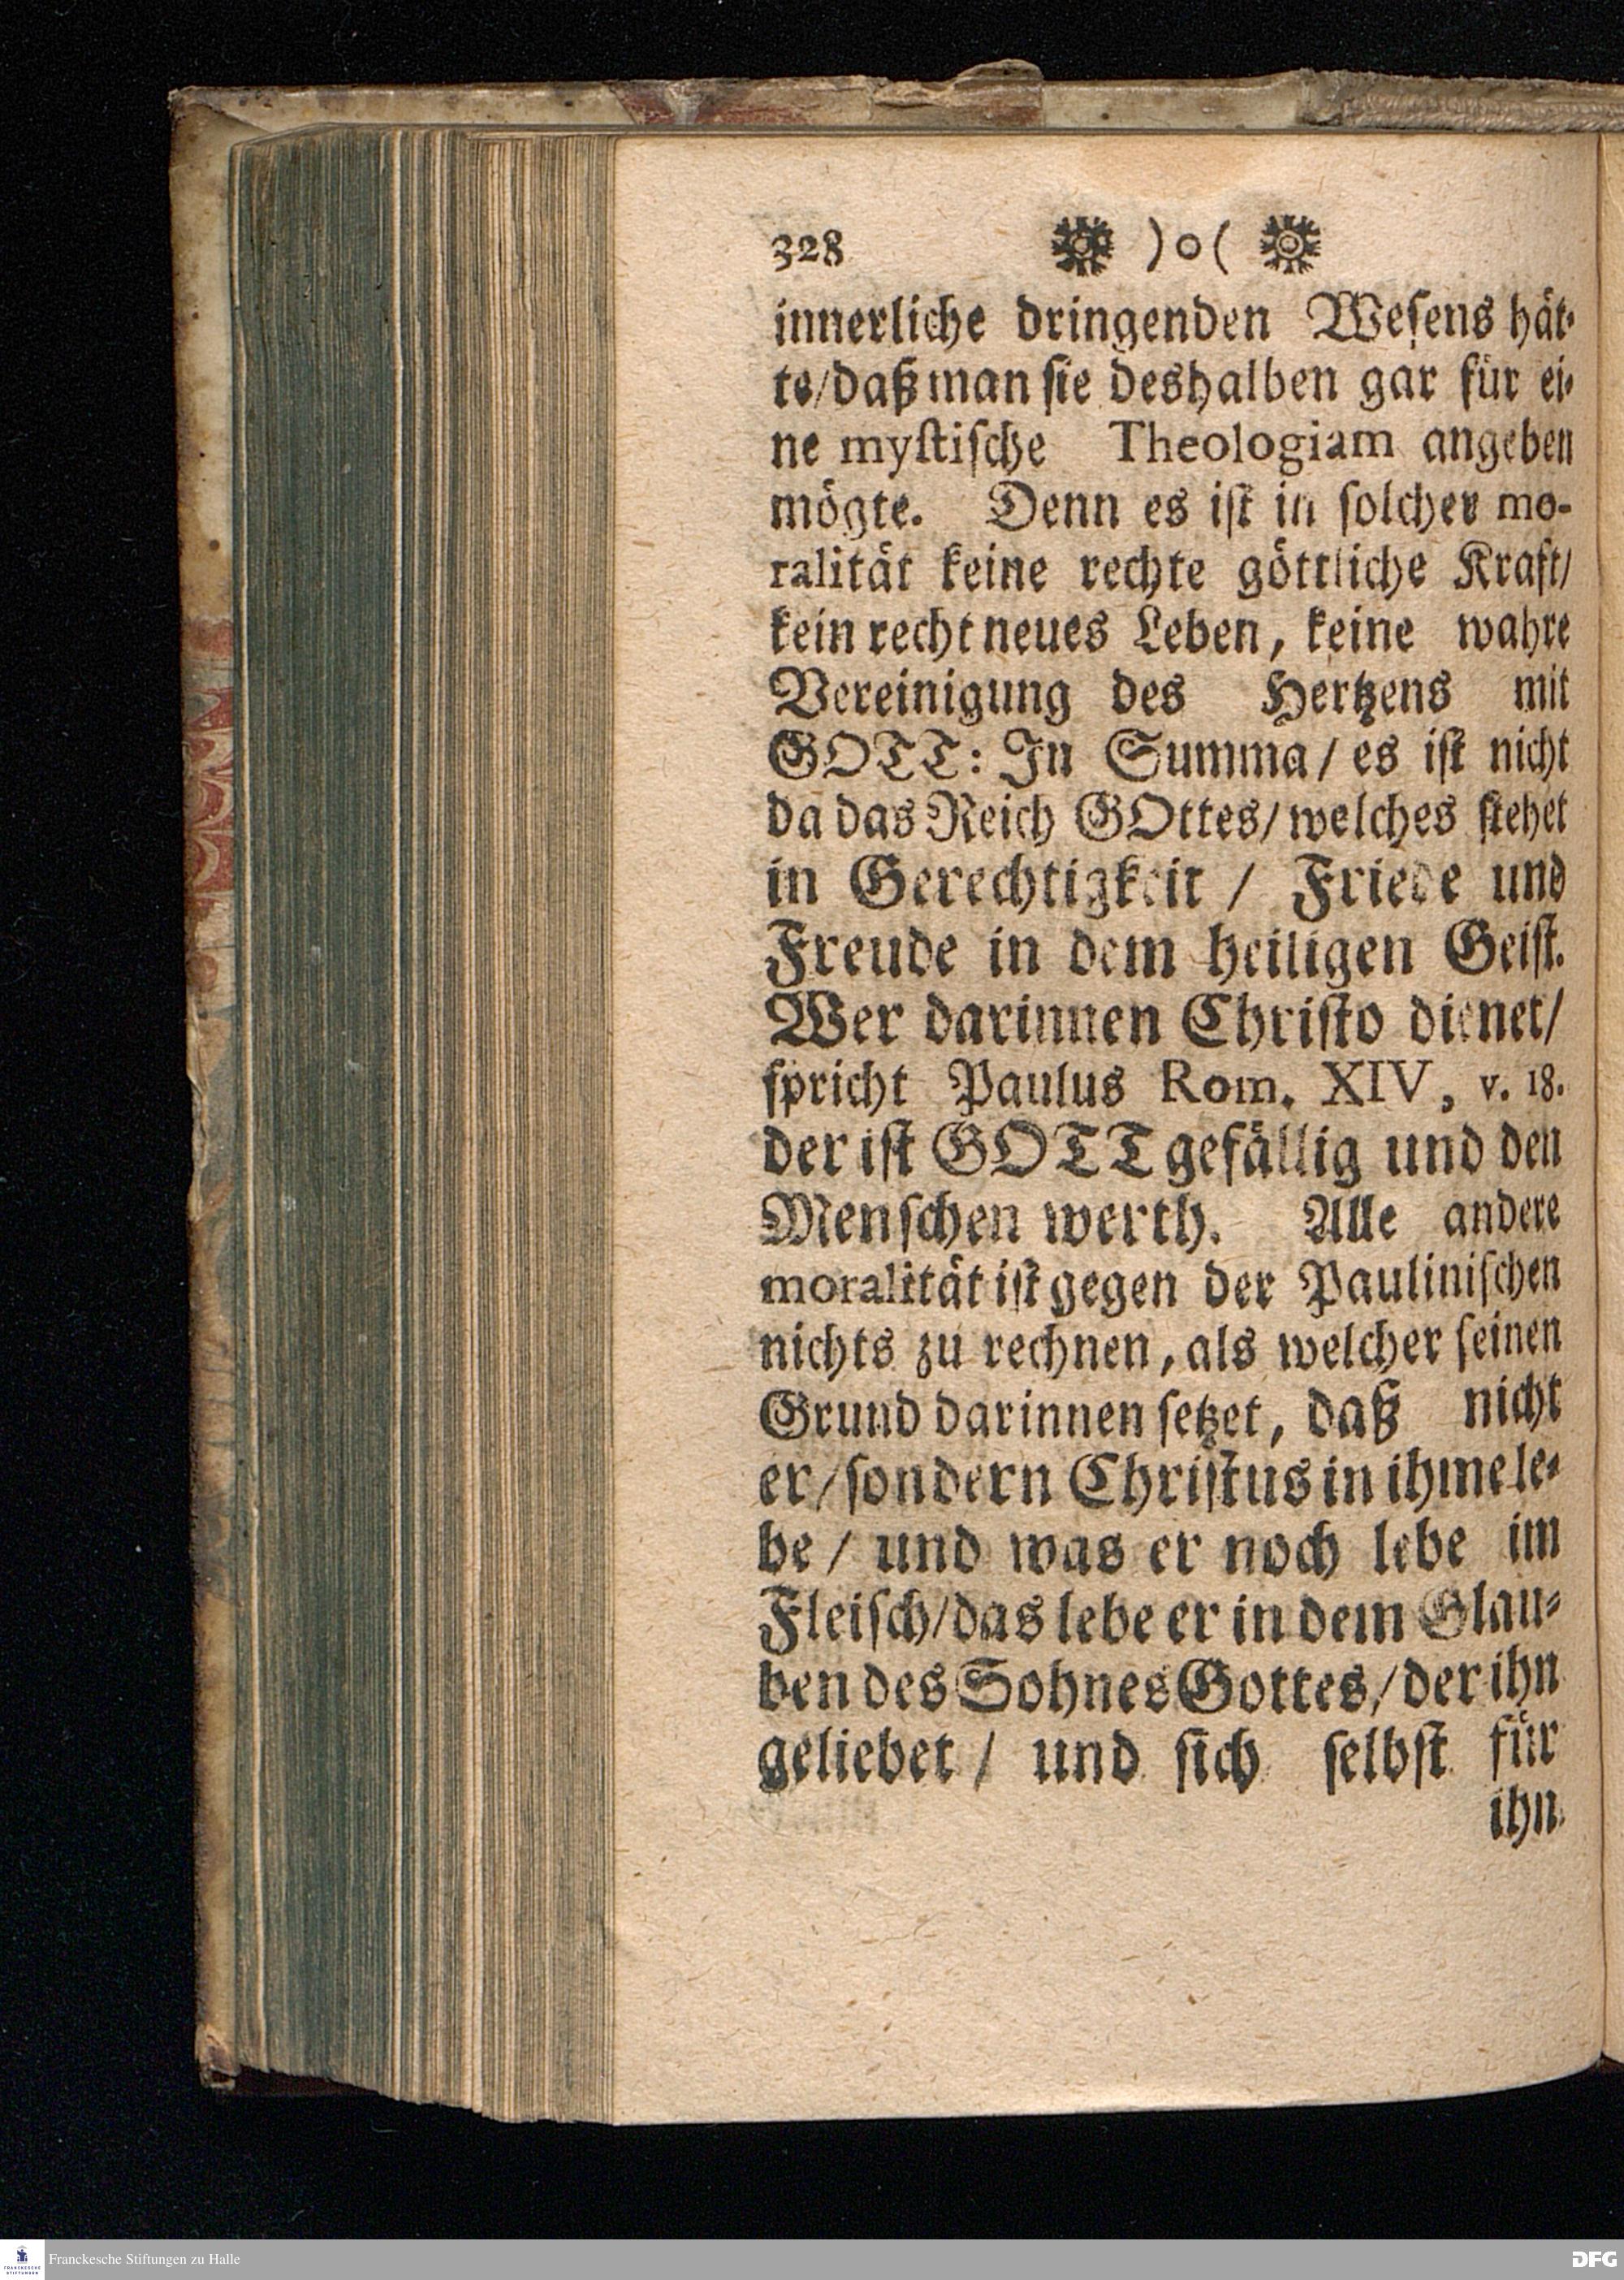 328 ) o (
innerliche dringenden Weſens hät-
te/daß man ſie deshalben gar für ei-
ne myſtiſche Theologiam angeben
mögte. Denn es iſt in ſolcher mo-
ralität keine rechte göttliche Kraft/
kein recht neues Leben, keine wahre
Vereinigung des Hertzens mit
GOTT: In Summa/ es iſt nicht
da das Reich GOttes/ welches ſtehet
in Gerechtigkeit / Friede und
Freude in dem heiligen Geiſt.
Wer darinnen Chriſto dienet/
ſpricht Paulus Rom. XIV, v. 18.
der iſt GOTT gefällig und den
Menſchen werth. Alle andere
moralität iſt gegen der Pauliniſchen
nichts zu rechnen, als welcher ſeinen
Grund darinnen ſetzet, daß nicht
er/ſondern Chriſtus in ihme le-
be / und was er noch lebe im
Fleiſch/das lebe er in dem Glau-
ben des Sohnes Gottes/der ihn
geliebet / und ſich ſelbſt für
ihn
Franckesche Stiftungen zu Halle
DFG